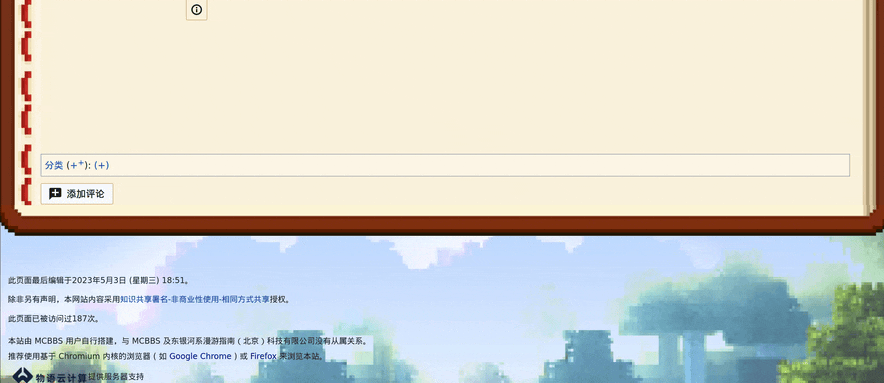 分类 (++): (+)
添加评论
此页面最后编辑于2023年5月3日 (星期三) 18:51。
除非另有声明，本网站内容采用知识共享署名-非商业性使用-相同方式共享授权。
此页面已被访问过187次。
本站由 MCBBS 用户自行搭建，与 MCBBS 及东银河系漫游指南（北京）科技有限公司没有从属关系。
推荐使用基于 Chromium 内核的浏览器（如 Google Chrome）或 Firefox 来浏览本站。
物语云计算提供服务器支持